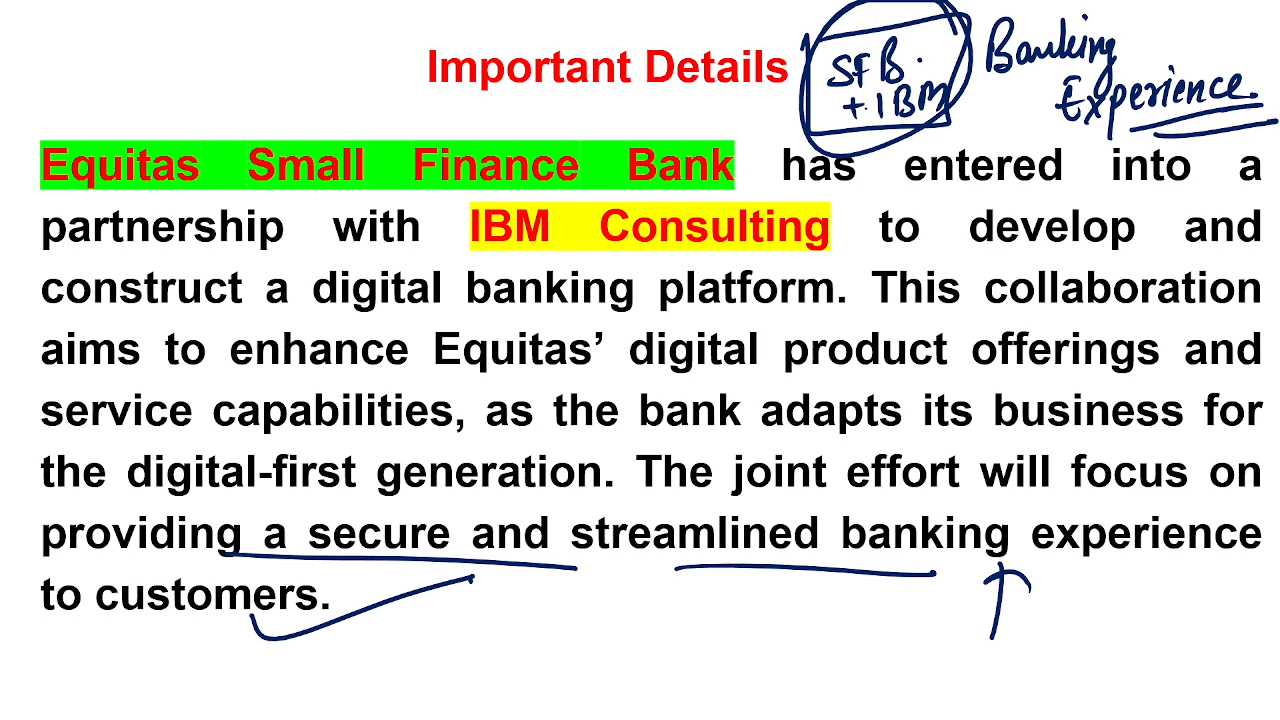 Important Details
SFB.
+ IBM
Banking
Experience.
Equitas Small Finance Bank has entered into a
partnership with IBM Consulting to develop and
construct a digital banking platform. This collaboration
aims to enhance Equitas’ digital product offerings and
service capabilities, as the bank adapts its business for
the digital-first generation. The joint effort will focus on
providing a secure and streamlined banking experience
to customers.